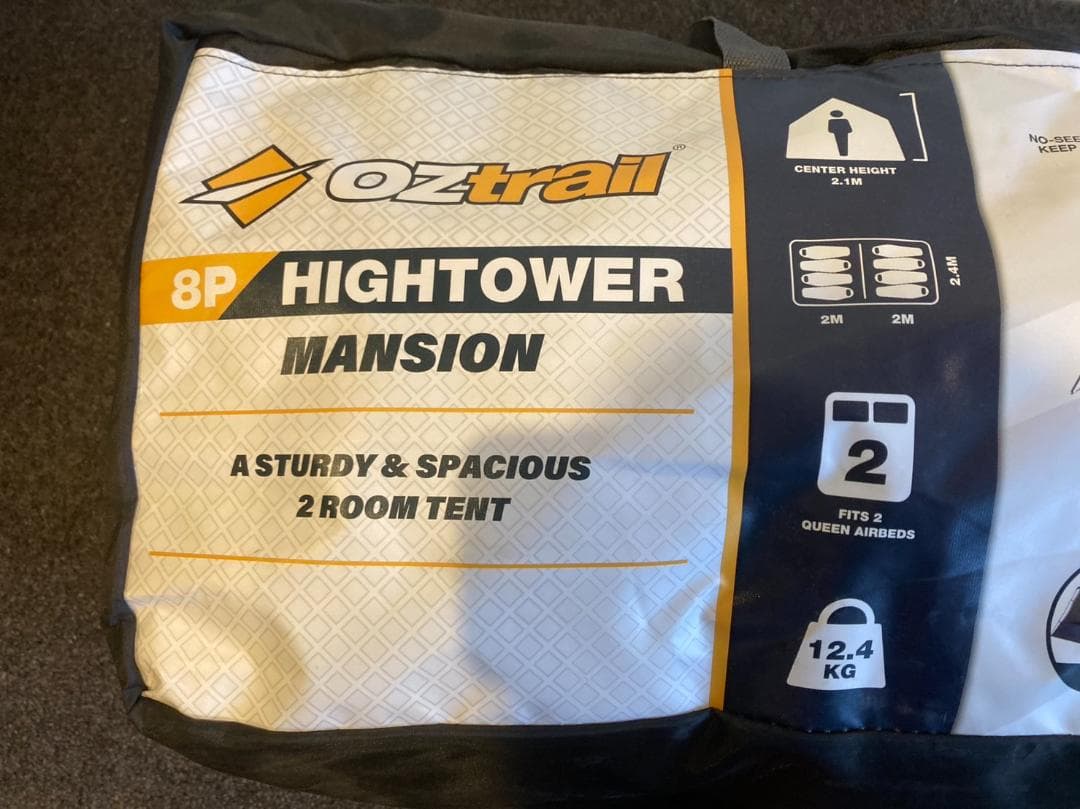 OZtrail®
8P HIGHTOWER
MANSION
A STURDY & SPACIOUS
2 ROOM TENT
CENTER HEIGHT
2.1M
2.4M
2M 2M
2
FITS 2
QUEEN AIRBEDS
12.4
KG
NO-SEE
KEEP